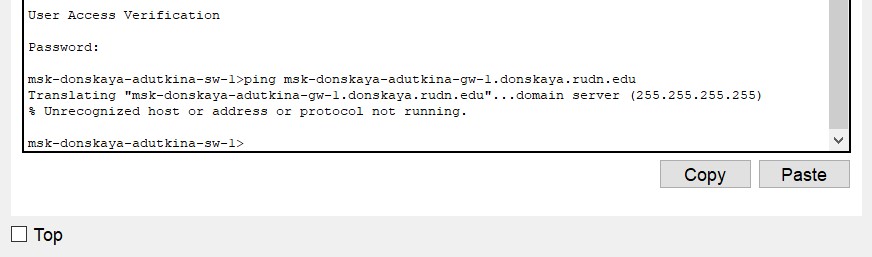 User Access Verification
Password:
msk-donskaya-adutkina-sw-1>ping msk-donskaya-adutkina-gw-1.donskaya.rudn.edu
Translating "msk-donskaya-adutkina-gw-1.donskaya.rudn.edu"...domain server (255.255.255.255)
% Unrecognized host or address or protocol not running.
msk-donskaya-adutkina-sw-1>
Copy Paste
Top